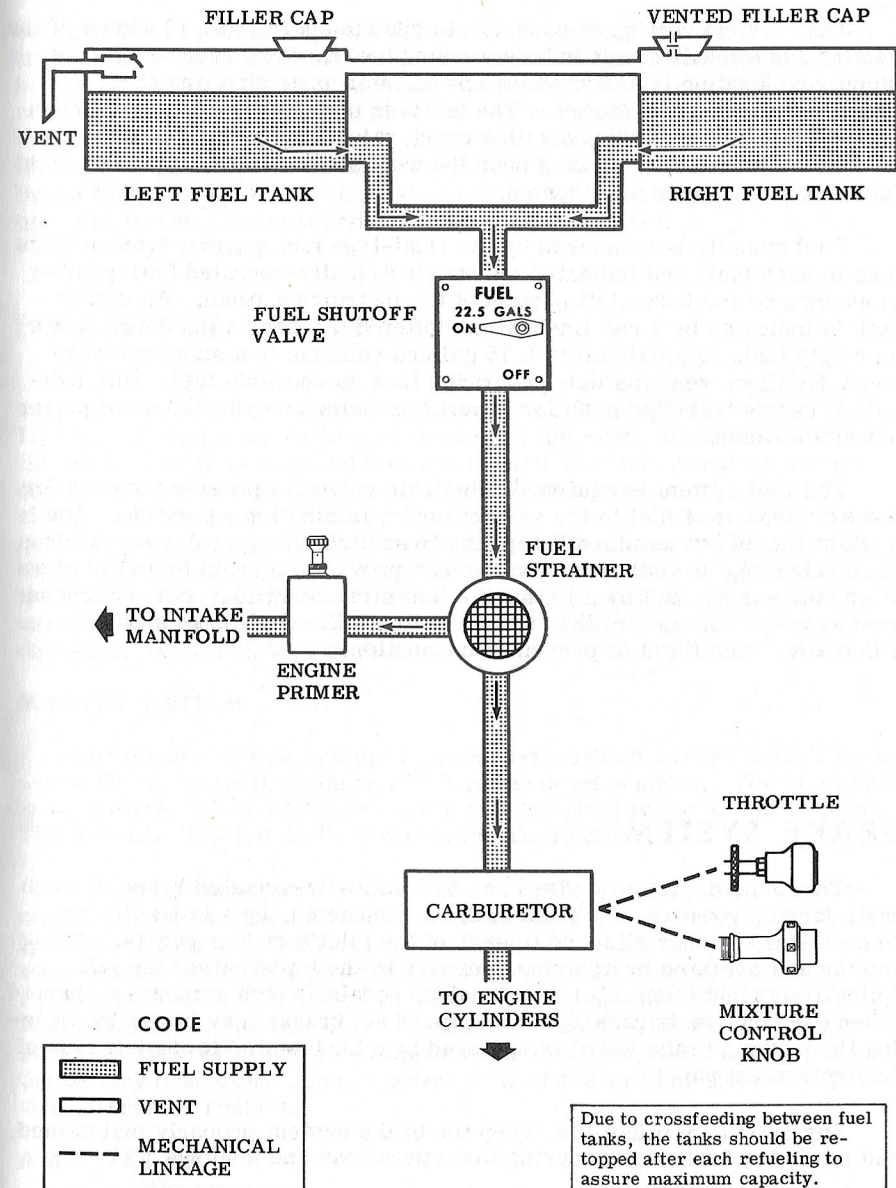 FILLER CAP
VENTED FILLER CAP
VENT
LEFT FUEL TANK
RIGHT FUEL TANK
FUEL SHUTOFF
VALVE
FUEL
22.5 GALS
ON
OFF
FUEL
STRAINER
TO INTAKE
MANIFOLD
ENGINE
PRIMER
THROTTLE
CARBURETOR
TO ENGINE
CYLINDERS
MIXTURE
CONTROL
KNOB
CODE
FUEL SUPPLY
VENT
MECHANICAL
LINKAGE
Due to crossfeeding between fuel
tanks, the tanks should be re-
topped after each refueling to
assure maximum capacity.